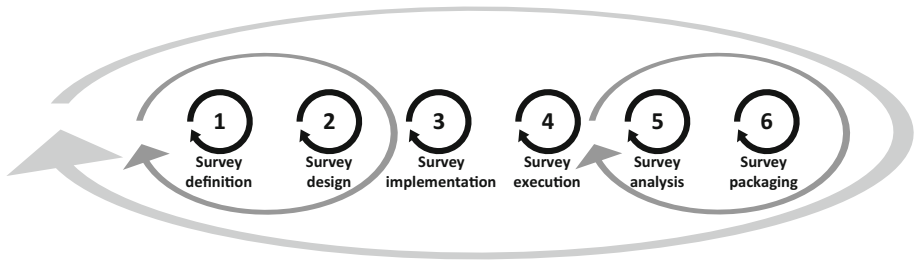 1 2 3 4 5 6
Survey Survey Survey Survey Survey Survey
definition design implementation execution analysis packaging